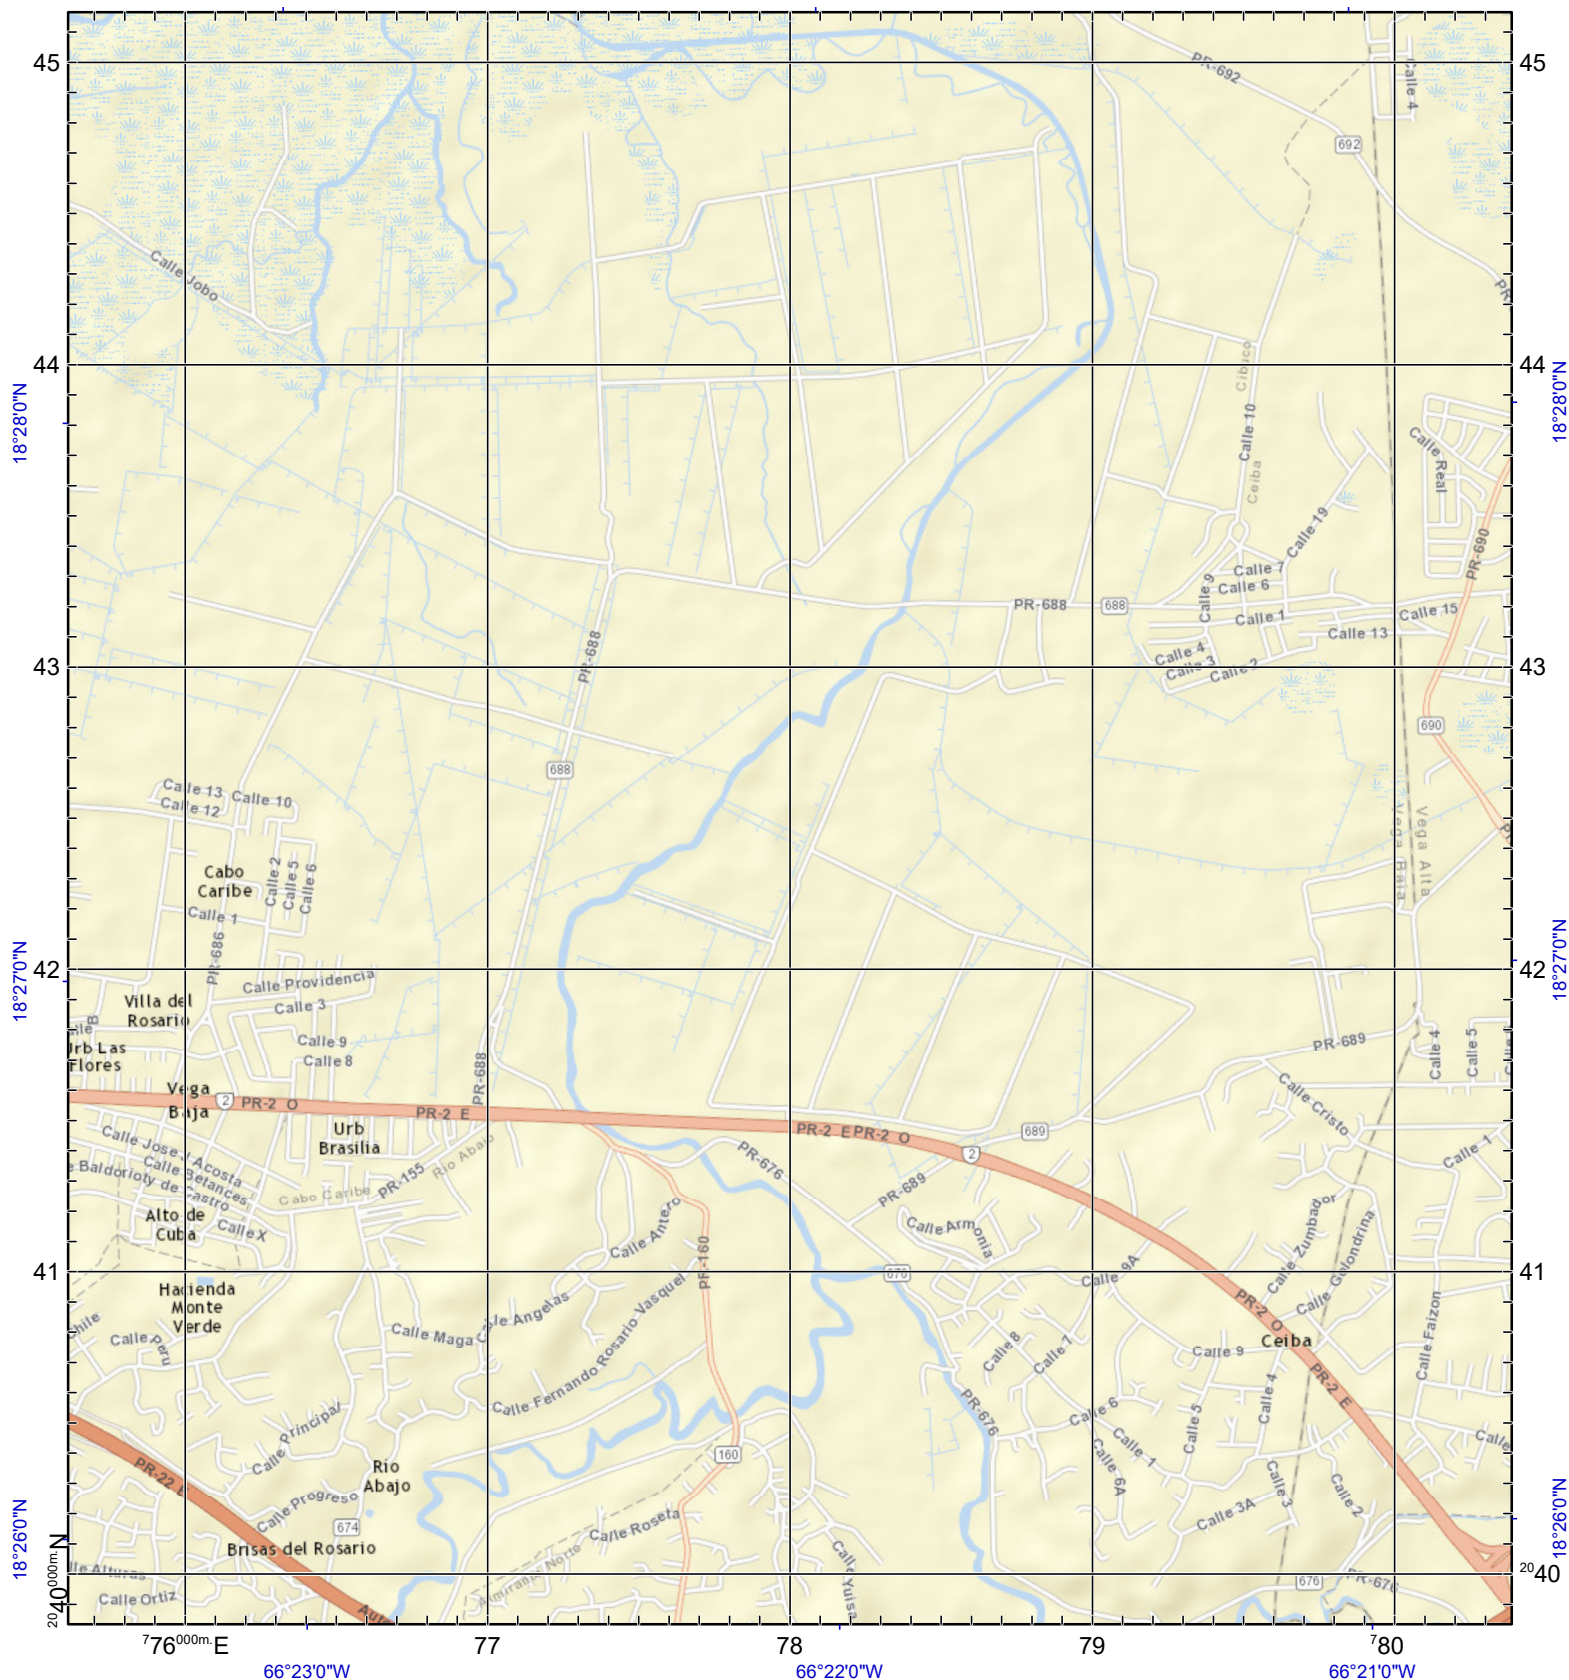 45
45
PR-692
Calle 4
692
Calle Jobo
44
44
18°28'0"N
18°28'0"N
Cibuco
Calle 10
Ceiba
Calle Real
Calle 19
PR-690
Calle 7
Calle 6
Calle 9
PR-688
688
Calle 1
Calle 15
Calle 13
PR-688
Calle 4
Calle 3
Calle 2
43
43
690
688
Calle 13
Calle 10
Calle 12
Vega Baja
Vega Alta
Cabo
Caribe
Calle 2
Calle 5
Calle 6
Calle 1
PR-686
42
42
18°27'0"N
18°27'0"N
Calle Providencia
Villa del
Rosario
Calle 3
B
Calle 9
Calle 8
Urb Las
Flores
PR-688
PR-689
Calle 4
Calle 5
Vega
Baja
2
PR-2 O
PR-2 E
Urb
Brasilia
PR-2 E
PR-2 O
689
2
Calle Cristo
Calle 1
Calle Jose J Acosta
Calle Betances
e Baldorioty de Castro
Cabo Caribe
PR-155
Rio Abajo
PR-676
PR-689
Alto de
Cuba
Calle X
Calle Antero
PR-160
Calle Armonia
Calle Zumbador
Calle Golondrina
41
41
676
Calle 9A
Hacienda
Monte
Verde
Calle Peru
Calle Maga
Calle Angelas
Calle Fernando Rosario Vasquel
Calle 8
Calle 7
PR-2 O
Ceiba
Calle 9
PR-2 E
Calle Faizon
Calle Principal
PR-676
Calle 6
Calle 1
Calle 5
Calle 4
Calle
160
PR-22 E
Rio
Abajo
Calle 6A
Calle 3
Calle 2
Calle Progreso
674
Calle Roseta
Calle 3A
18°26'0"N
18°26'0"N
Brisas del Rosario
Almirante Norte
Calle Yuisa
2040000m.N
2040
676
PR-676
Calle Ortiz
776000m.E
77
78
79
780
66°23'0"W
66°22'0"W
66°21'0"W